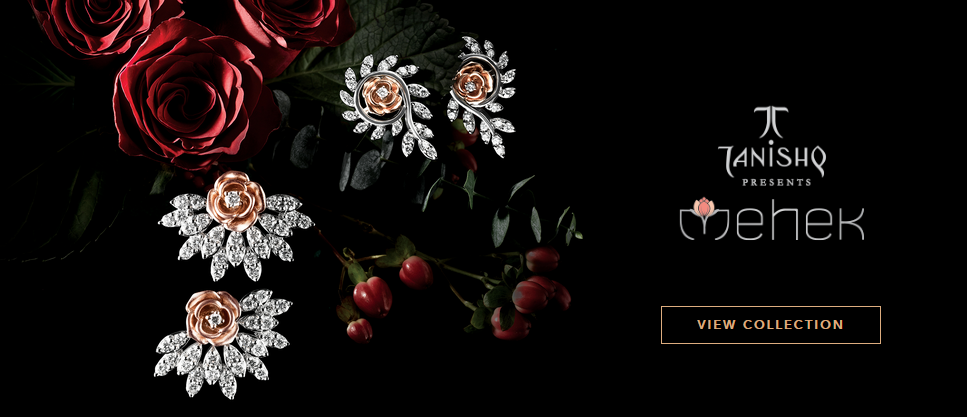 TANISHQ
PRESENTS
mehek
VIEW COLLECTION